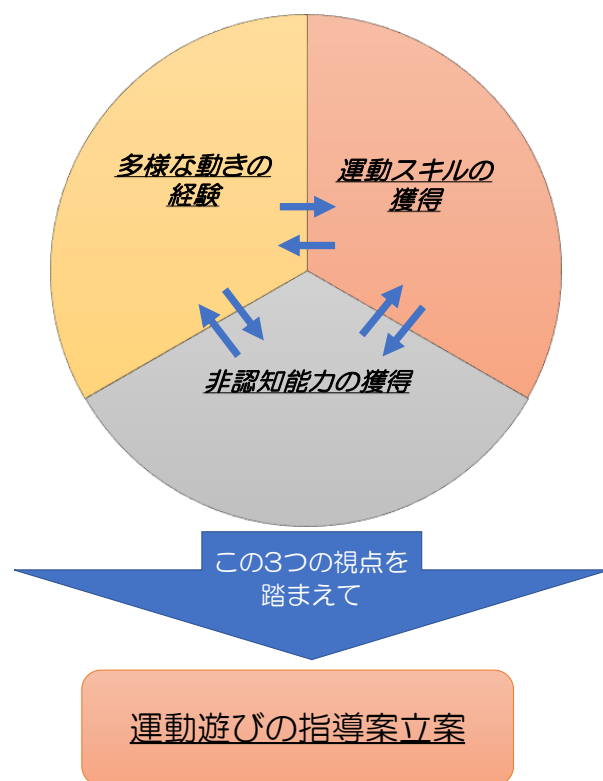 多様な動きの
経験
運動スキルの
獲得
非認知能力の獲得
この3つの視点を
踏まえて
運動遊びの指導案立案